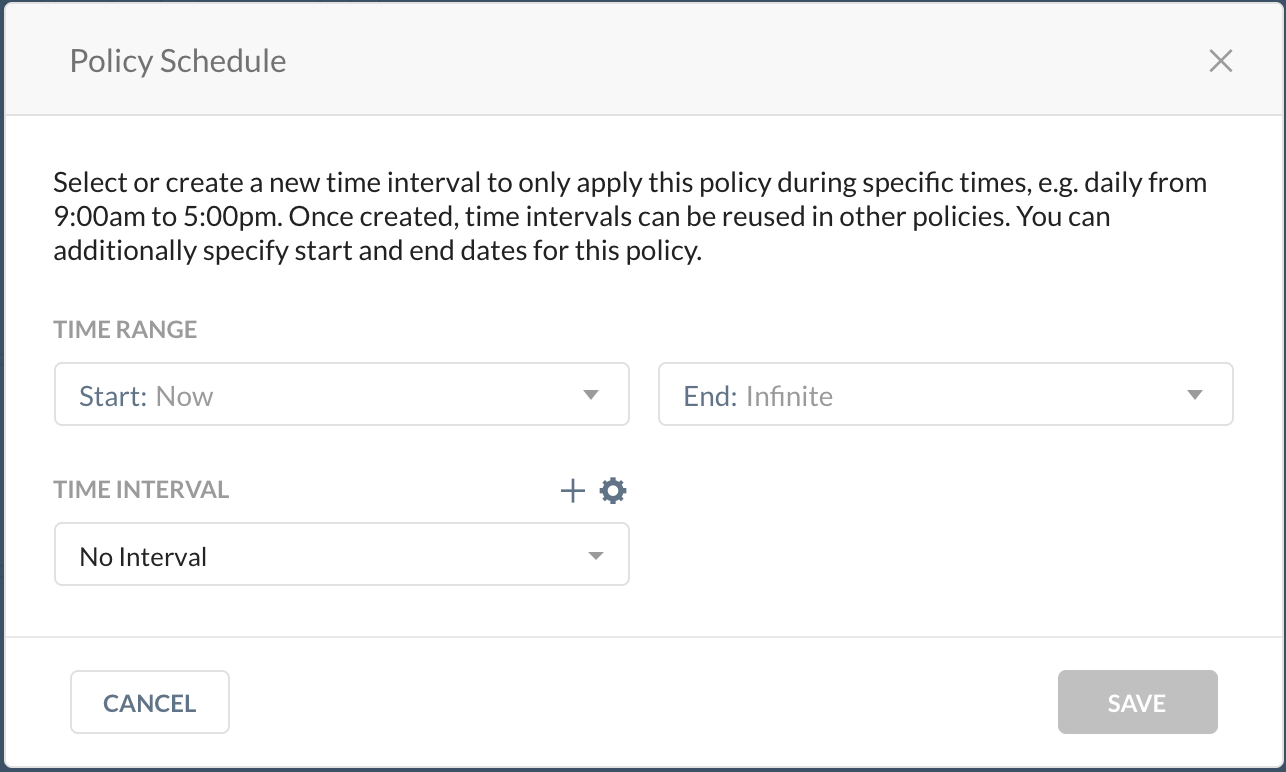 Policy Schedule
Select or create a new time interval to only apply this policy during specific times, e.g. daily from
9:00am to 5:00pm. Once created, time intervals can be reused in other policies. You can
additionally specify start and end dates for this policy.
TIME RANGE
Start: Now
End: Infinite
TIME INTERVAL
No Interval
CANCEL
SAVE